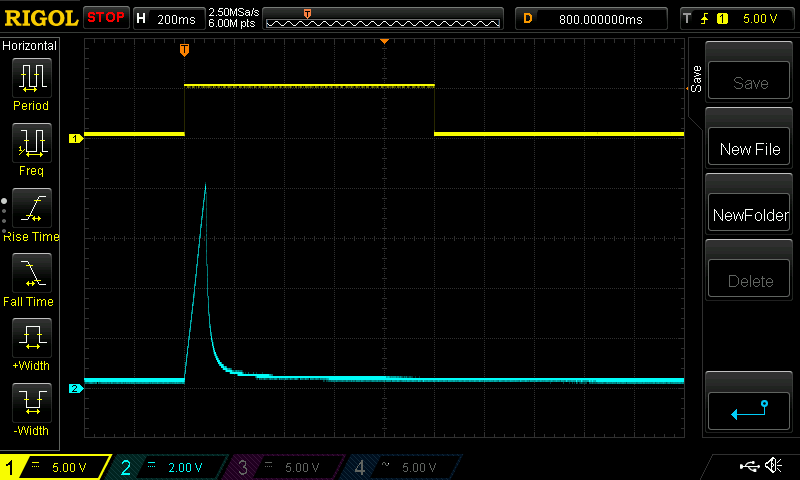 RIGOL STOP H 200ms 2.50MSa/s 6.00M pts T D 800.000000ms T 1 5.00 V
Horizontal
T
Save
Save
Period
1
New File
Freq
NewFolder
Rise Time
Delete
Fall Time
+Width
2
-Width
1 5.00 V 2 2.00 V 3 5.00 V 4 5.00 V